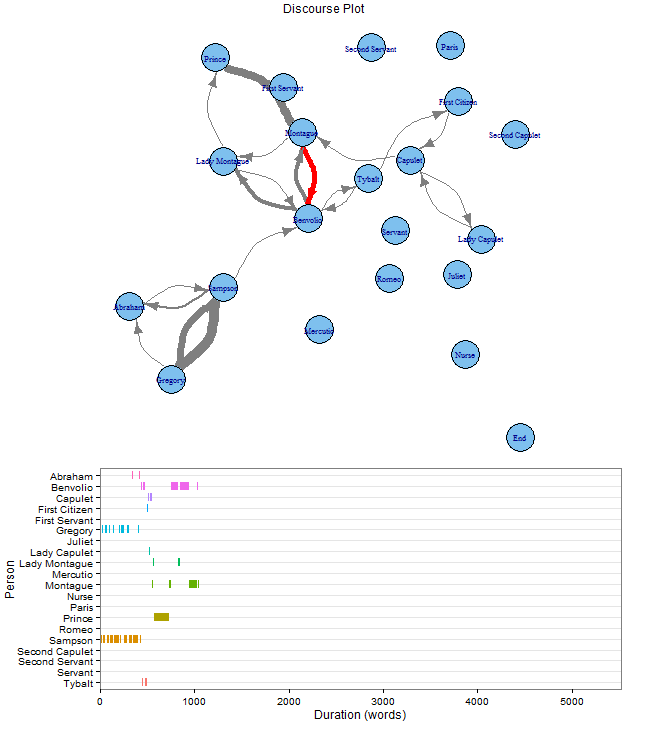 Discourse Plot
Second Servant
Paris
Prince
First Servant
First Citizen
Montague
Second Capulet
Lady Montague
Capulet
Tybalt
Benvolio
Servant
Lady Capulet
Romeo
Juliet
Sampson
Abraham
Mercutio
Nurse
Gregory
End
Abraham
Benvolio
Capulet
First Citizen
First Servant
Gregory
Juliet
Lady Capulet
Lady Montague
Mercutio
Montague
Nurse
Paris
Prince
Romeo
Sampson
Second Capulet
Second Servant
Servant
Tybalt
Person
0 1000 2000 3000 4000 5000
Duration (words)